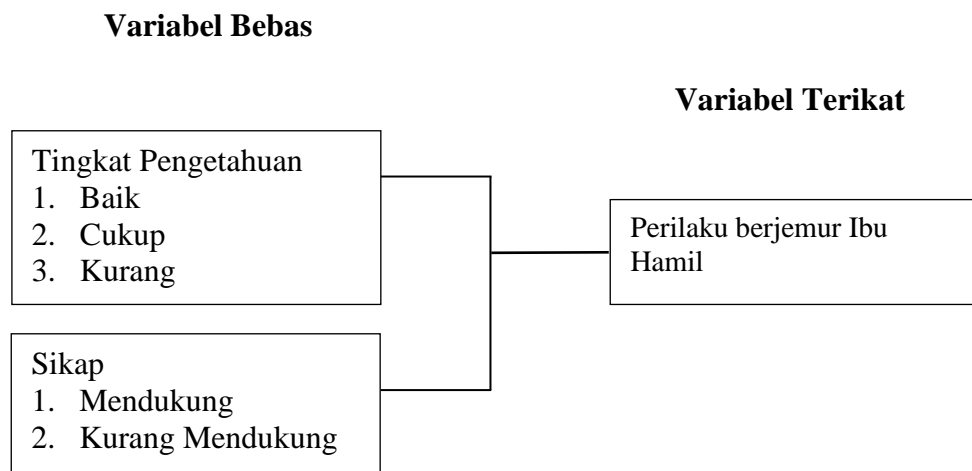 Variabel Bebas
Variabel Terikat
Tingkat Pengetahuan
1. Baik
2. Cukup
3. Kurang
Perilaku berjemur Ibu
Hamil
Sikap
1. Mendukung
2. Kurang Mendukung